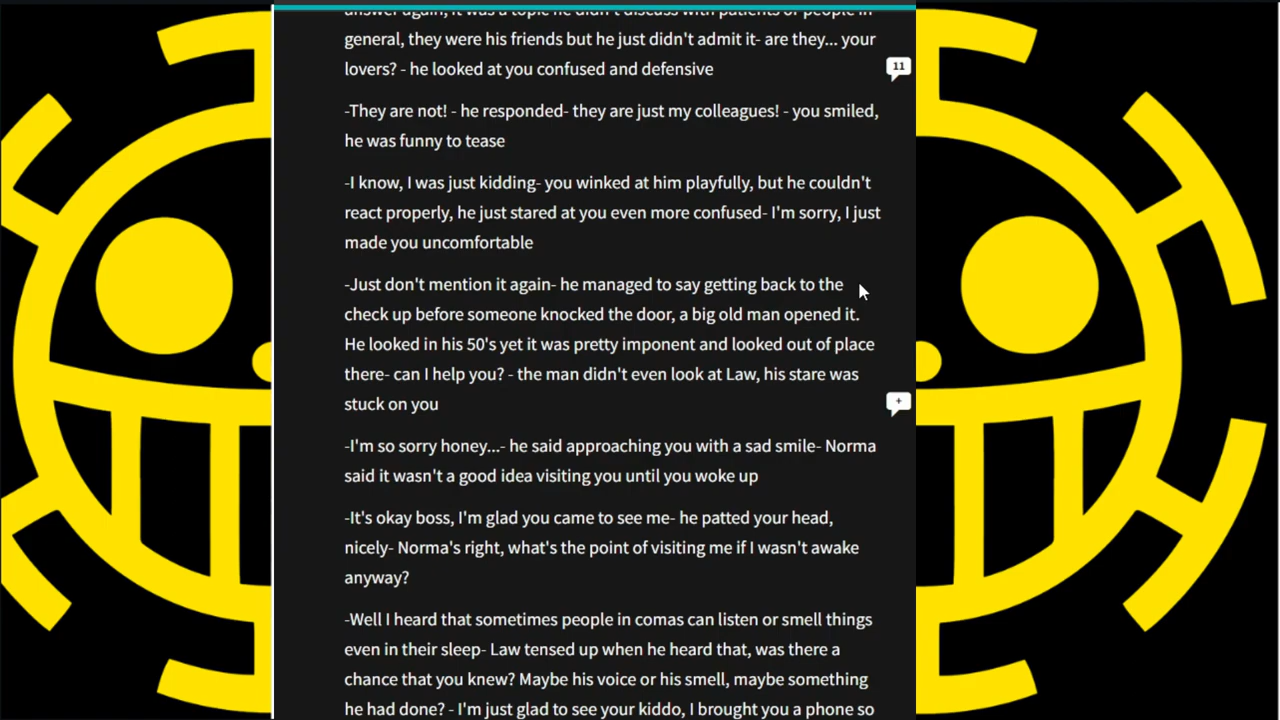 answer again, it was a topic he didn't discuss with patients or people in
general, they were his friends but he just didn't admit it- are they... your
lovers? - he looked at you confused and defensive
11
-They are not! - he responded- they are just my colleagues! - you smiled,
he was funny to tease
-I know, I was just kidding- you winked at him playfully, but he couldn't
react properly, he just stared at you even more confused- I'm sorry, I just
made you uncomfortable
-Just don't mention it again- he managed to say getting back to the
check up before someone knocked the door, a big old man opened it.
He looked in his 50's yet it was pretty imponent and looked out of place
there- can I help you? - the man didn't even look at Law, his stare was
stuck on you
+
-I'm so sorry honey...- he said approaching you with a sad smile- Norma
said it wasn't a good idea visiting you until you woke up
-It's okay boss, I'm glad you came to see me- he patted your head,
nicely- Norma's right, what's the point of visiting me if I wasn't awake
anyway?
-Well I heard that sometimes people in comas can listen or smell things
even in their sleep- Law tensed up when he heard that, was there a
chance that you knew? Maybe his voice or his smell, maybe something
he had done? - I'm just glad to see your kiddo, I brought you a phone so